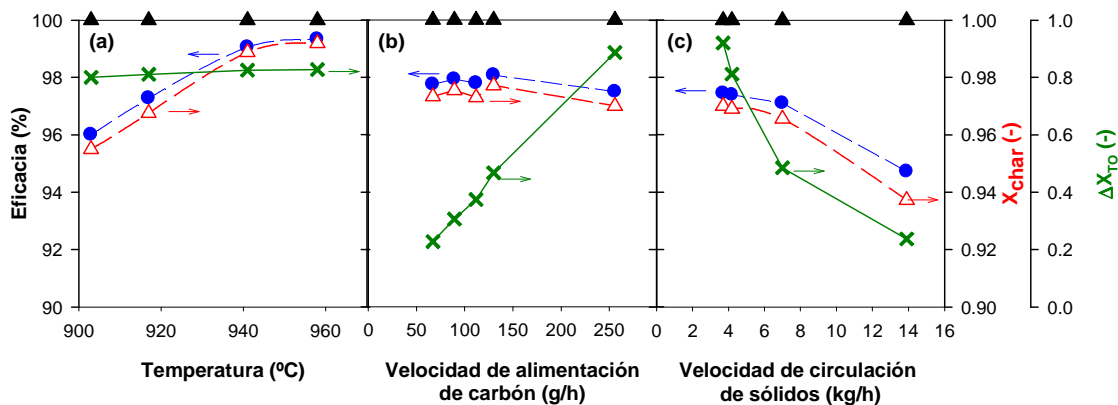 (a)
(b)
(c)
Eficacia (%)
100
98
96
94
92
90
900 920 940 960
0 50 100 150 200 250
0 2 4 6 8 10 12 14 16
1.00
0.98
0.96
0.94
0.92
0.90
X char (-)
1.0
0.8
0.6
0.4
0.2
0.0
ΔX TO (-)
Temperatura (ºC)
Velocidad de alimentación
de carbón (g/h)
Velocidad de circulación
de sólidos (kg/h)